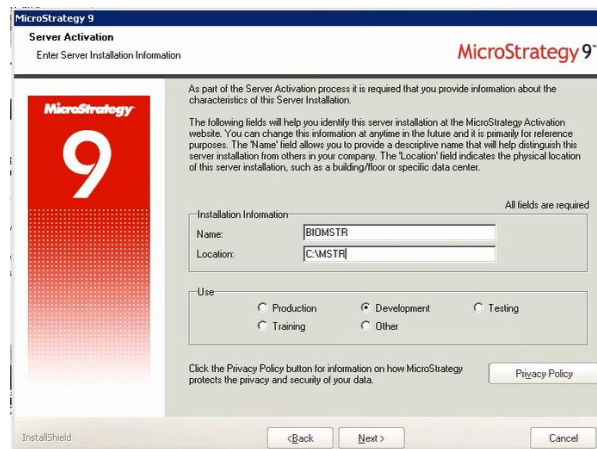 MicroStrategy 9
Server Activation
Enter Server Installation Information
MicroStrategy 9
MicroStrategy
9
As part of the Server Activation process it is required that you provide information about the
characteristics of this Server Installation.
The following fields will help you identify this server installation at the MicroStrategy Activation
website. You can change this information at anytime in the future and it is primarily for reference
purposes. The 'Name' field allows you to provide a descriptive name that will help distinguish this
server installation from others in your company. The 'Location' field indicates the physical location
of this server installation, such as a building/floor or specific data center.
All fields are required
Installation Information
Name: BIOMSTR
Location: C:\MSTR
Use
Production Development Testing
Training Other
Click the Privacy Policy button for information on how MicroStrategy
protects the privacy and security of your data.
Privacy Policy
InstallShield
<Back Next > Cancel